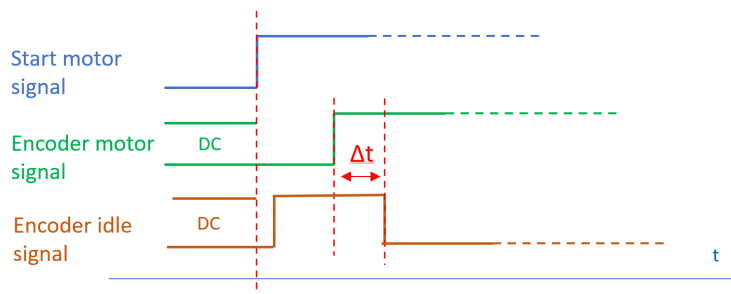 Start motor
signal
Encoder motor
signal
DC
Δt
Encoder idle
signal
DC
t